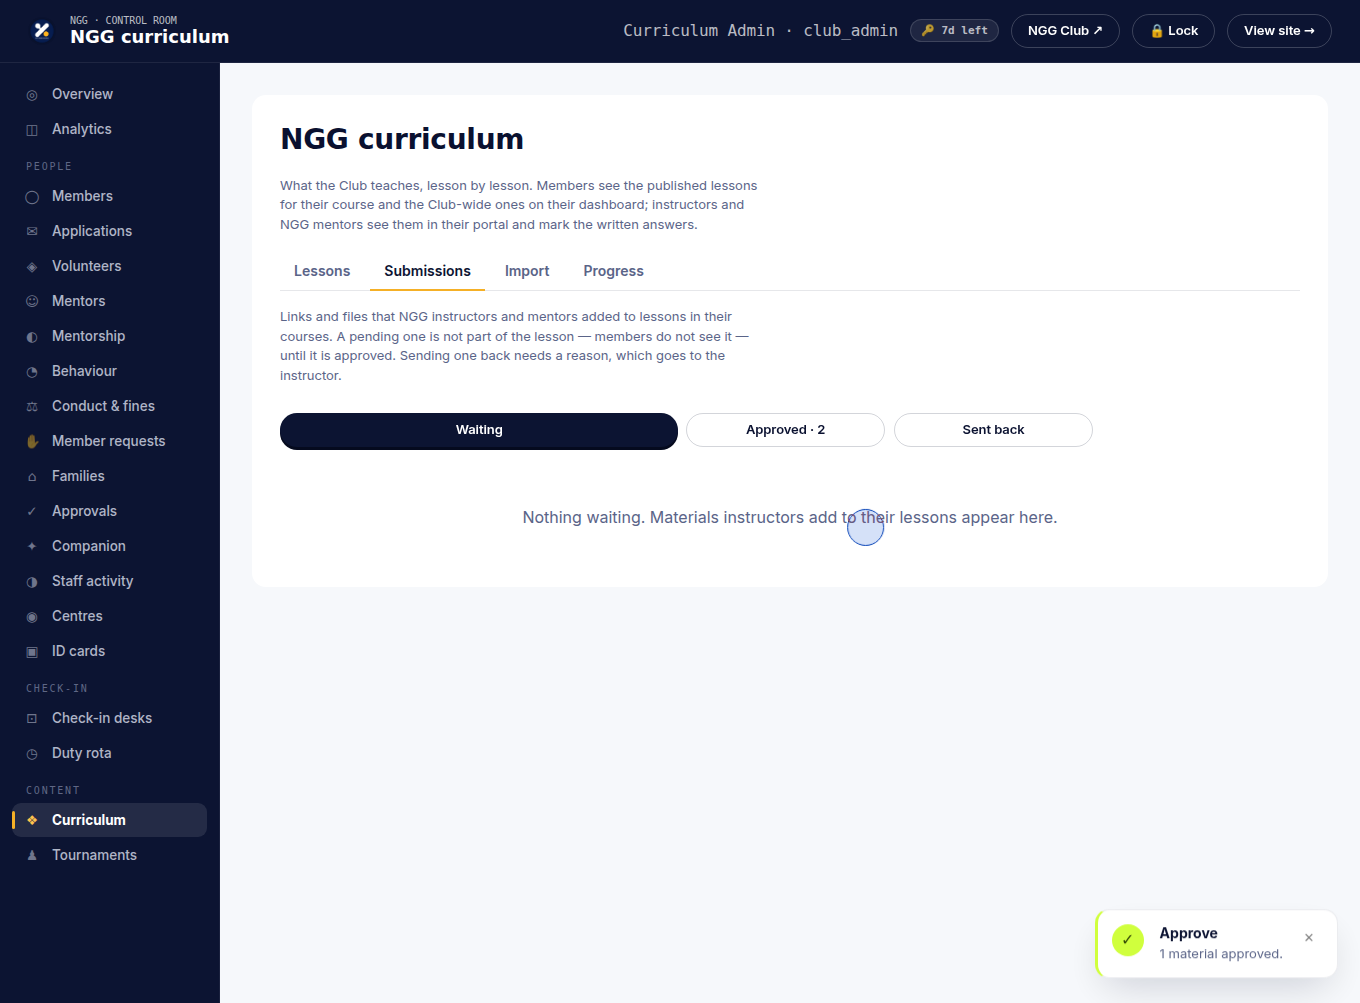 NGG · CONTROL ROOM
NGG curriculum
Curriculum Admin · club_admin
🔑 7d left
NGG Club ↗
🔒 Lock
View site →
Overview
Analytics
PEOPLE
Members
Applications
Volunteers
Mentors
Mentorship
Behaviour
Conduct & fines
Member requests
Families
Approvals
Companion
Staff activity
Centres
ID cards
CHECK-IN
Check-in desks
Duty rota
CONTENT
Curriculum
Tournaments
NGG curriculum
What the Club teaches, lesson by lesson. Members see the published lessons
for their course and the Club-wide ones on their dashboard; instructors and
NGG mentors see them in their portal and mark the written answers.
Lessons
Submissions
Import
Progress
Links and files that NGG instructors and mentors added to lessons in their
courses. A pending one is not part of the lesson — members do not see it —
until it is approved. Sending one back needs a reason, which goes to the
instructor.
Waiting
Approved · 2
Sent back
Nothing waiting. Materials instructors add to their lessons appear here.
Approve
1 material approved.